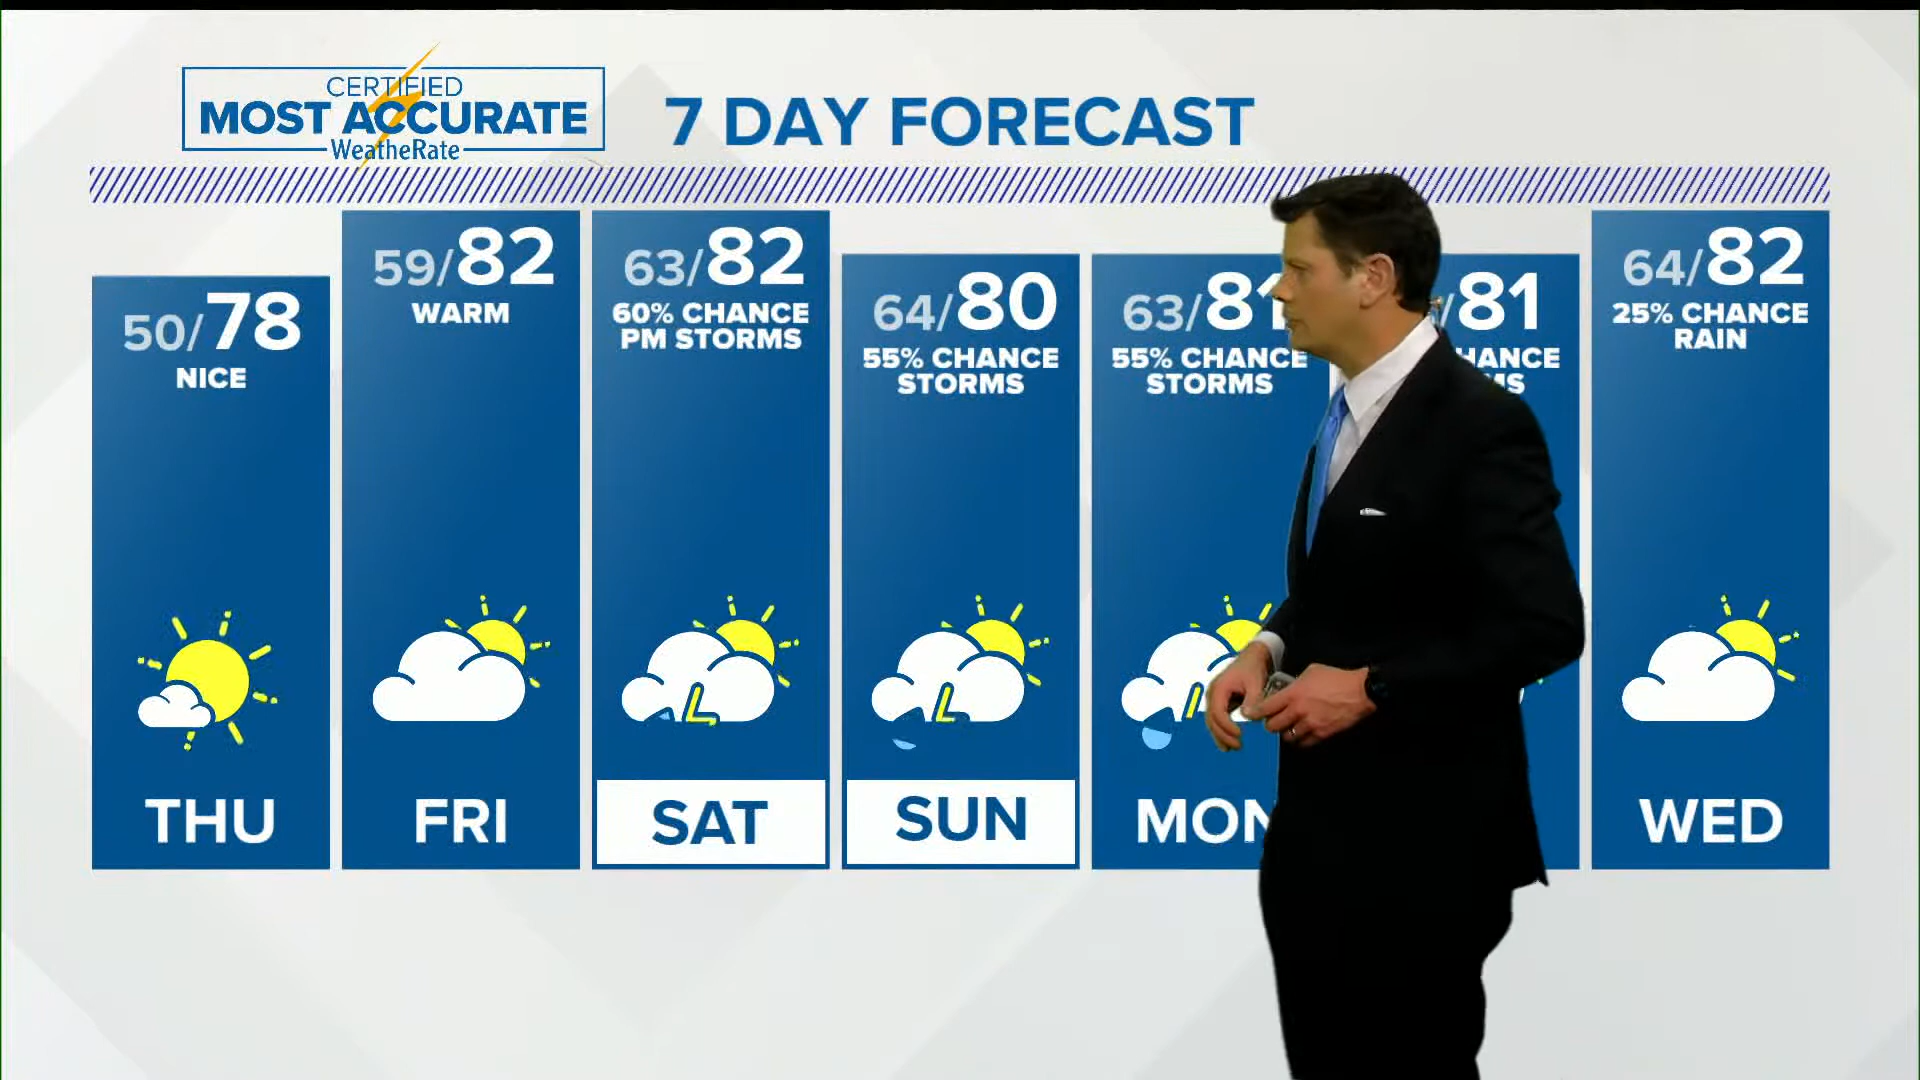 CERTIFIED
MOST ACCURATE
WeatheRate
7 DAY FORECAST
50/78
NICE
THU
59/82
WARM
FRI
63/82
60% CHANCE
PM STORMS
SAT
64/80
55% CHANCE
STORMS
SUN
63/81
55% CHANCE
STORMS
MON
/81
64/82
25% CHANCE
RAIN
WED